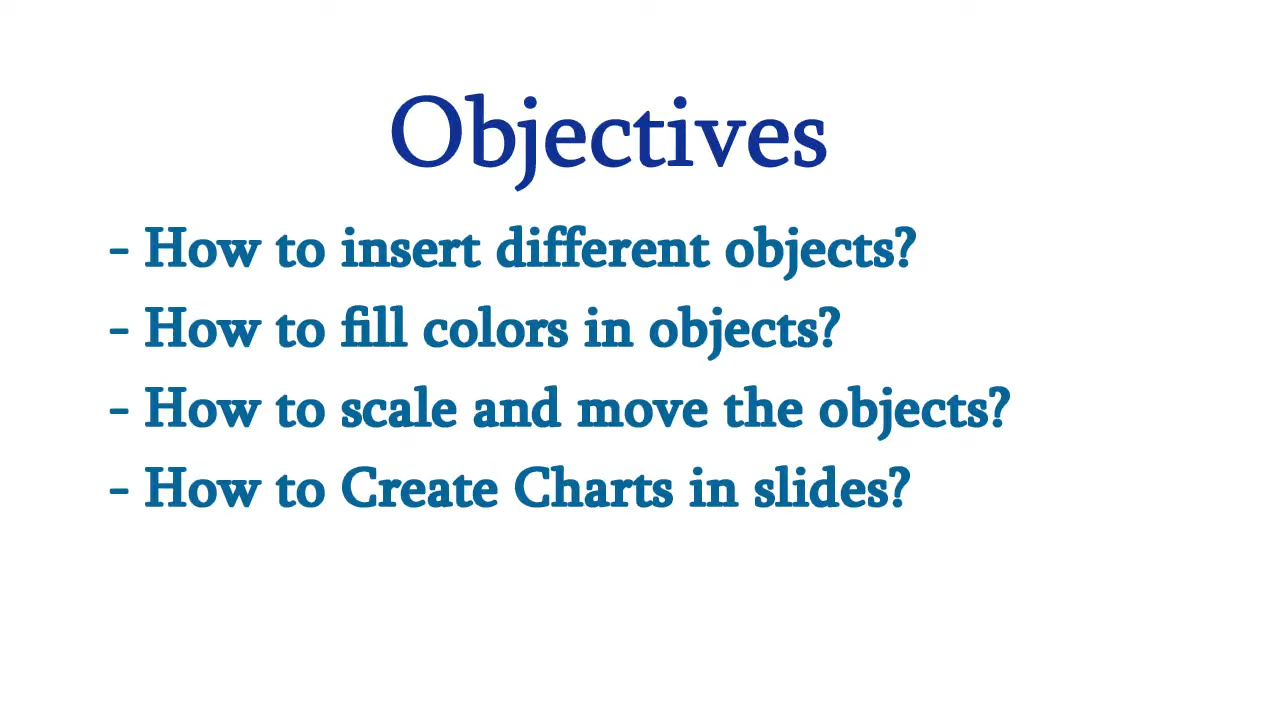 Objectives
- How to insert different objects?
- How to fill colors in objects?
- How to scale and move the objects?
- How to Create Charts in slides?